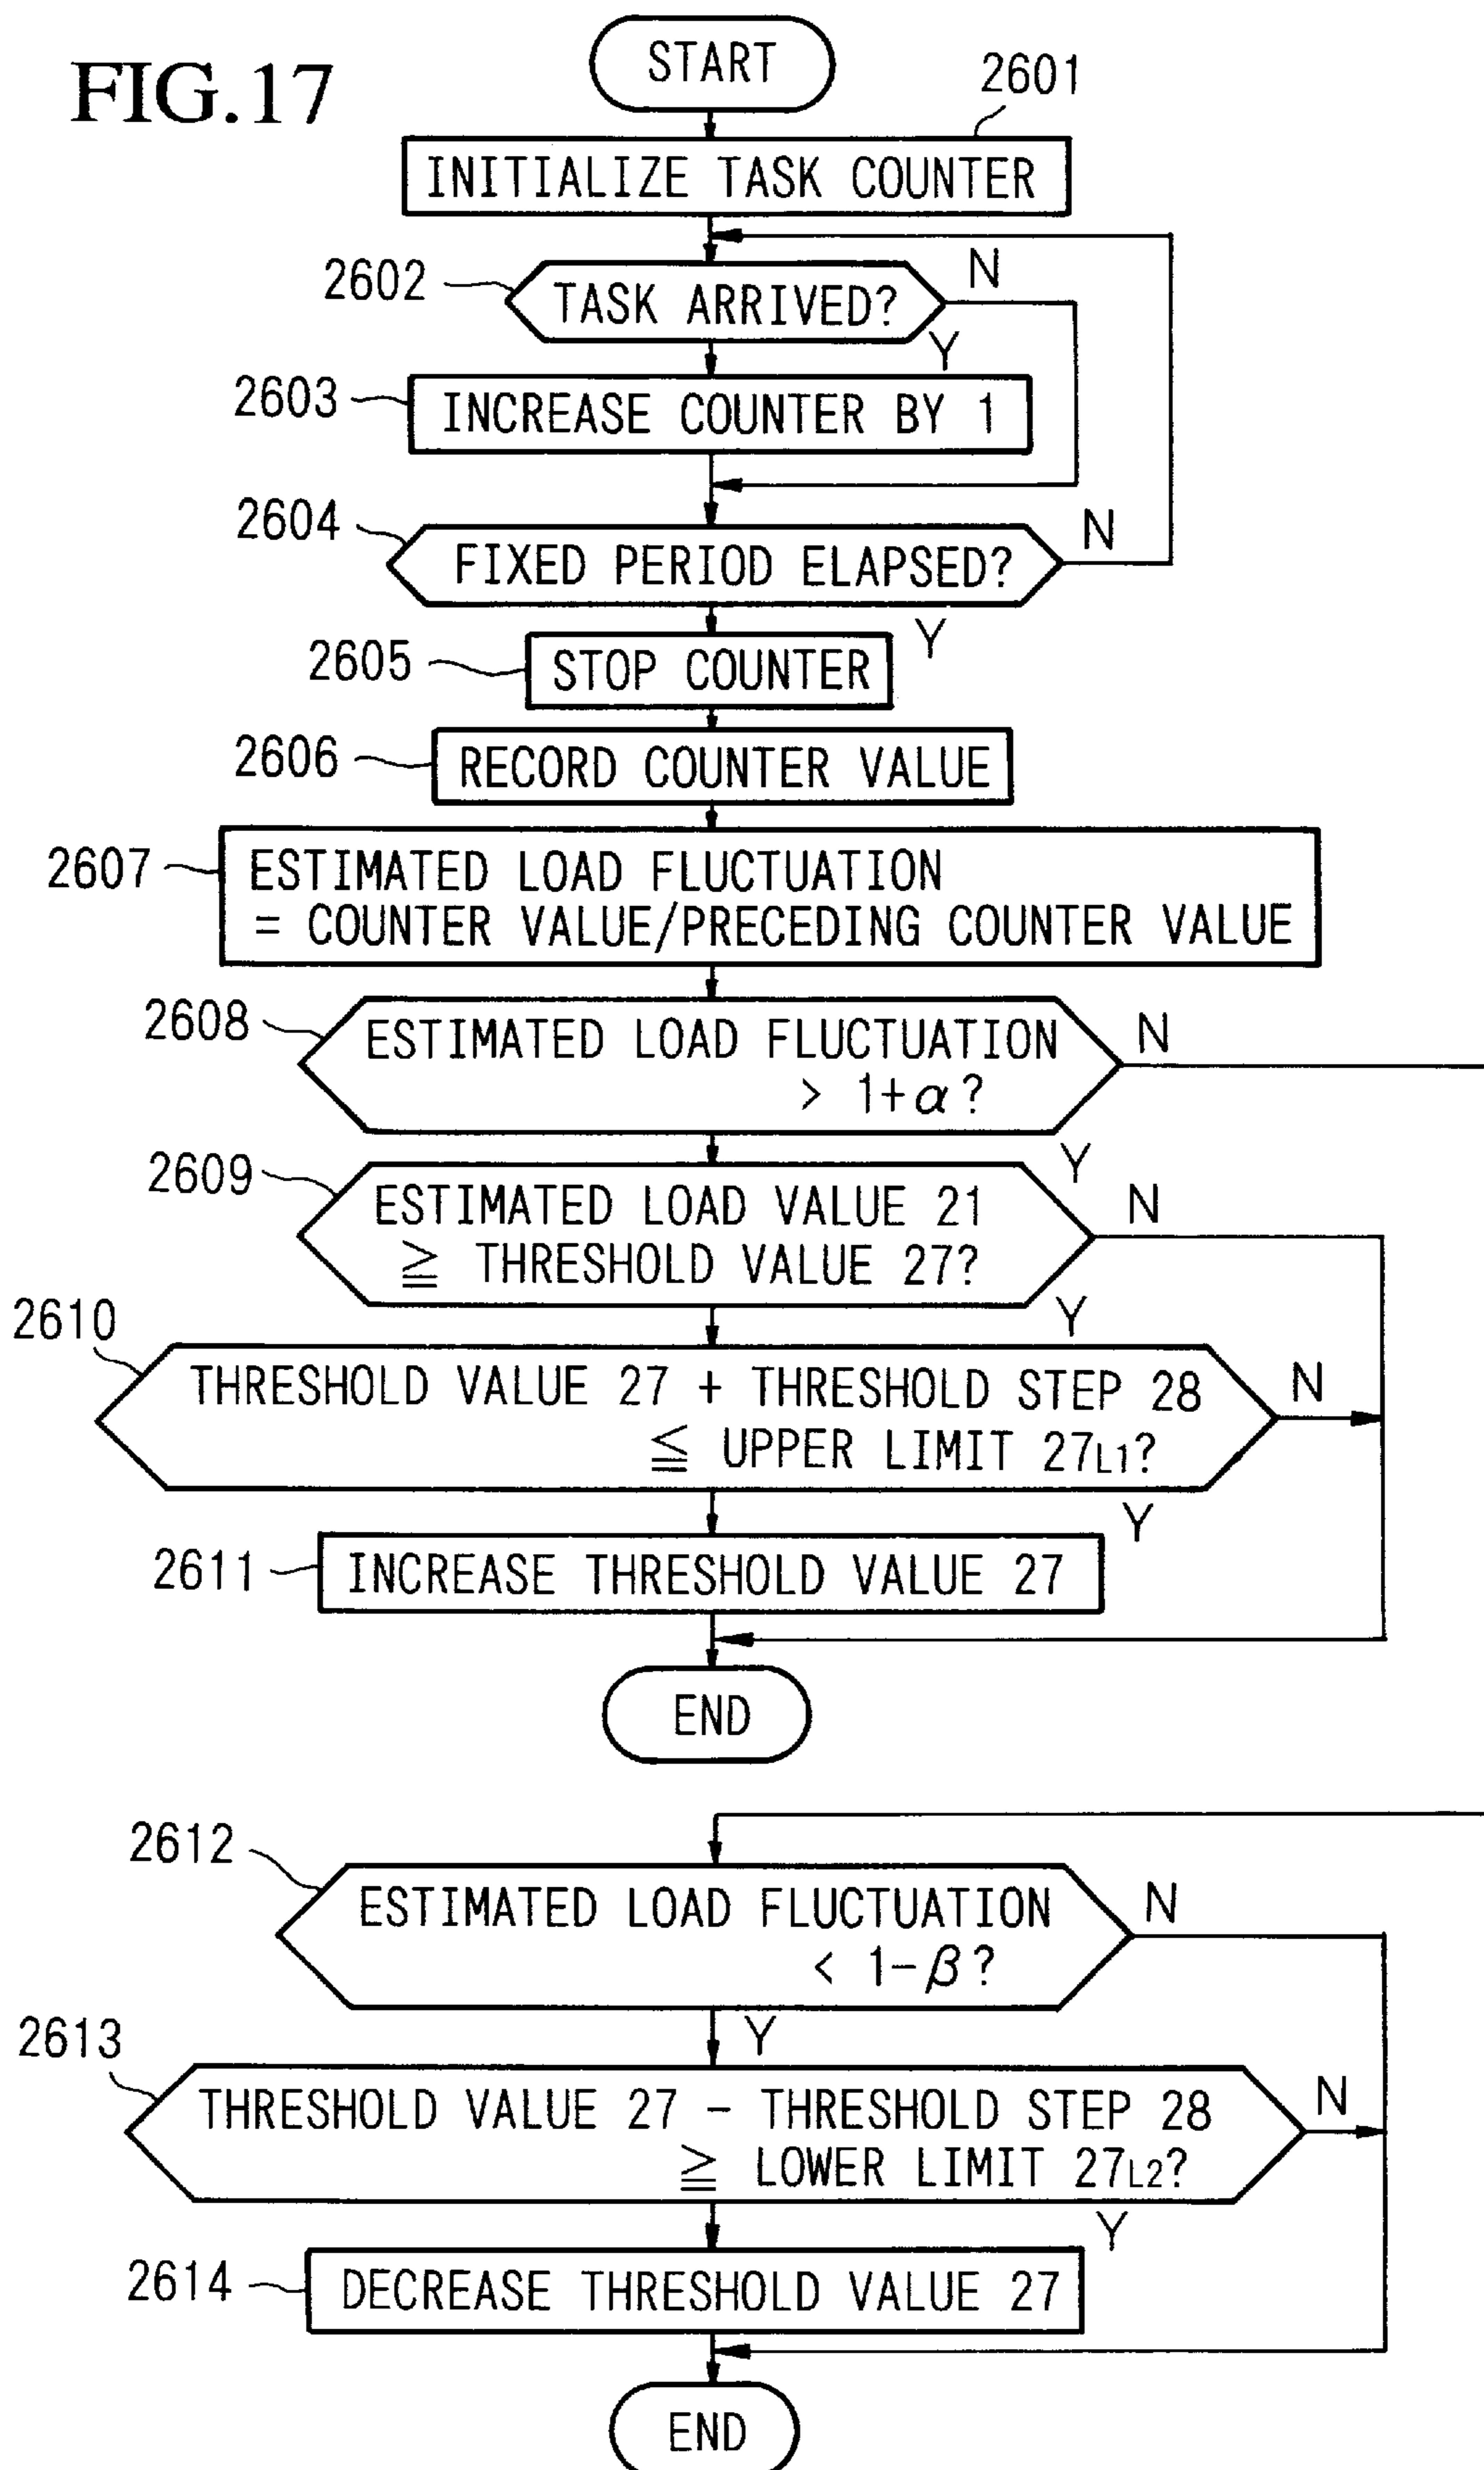 FIG.17
START
2601
INITIALIZE TASK COUNTER
2602
TASK ARRIVED?
N
Y
2603
INCREASE COUNTER BY 1
2604
FIXED PERIOD ELAPSED?
N
Y
2605
STOP COUNTER
2606
RECORD COUNTER VALUE
2607
ESTIMATED LOAD FLUCTUATION
= COUNTER VALUE/PRECEDING COUNTER VALUE
2608
ESTIMATED LOAD FLUCTUATION
> 1+α?
N
Y
2609
ESTIMATED LOAD VALUE 21
≧ THRESHOLD VALUE 27?
N
Y
2610
THRESHOLD VALUE 27 + THRESHOLD STEP 28
≦ UPPER LIMIT 27L1?
N
Y
2611
INCREASE THRESHOLD VALUE 27
END
2612
ESTIMATED LOAD FLUCTUATION
< 1-β?
N
Y
2613
THRESHOLD VALUE 27 - THRESHOLD STEP 28
≧ LOWER LIMIT 27L2?
N
Y
2614
DECREASE THRESHOLD VALUE 27
END